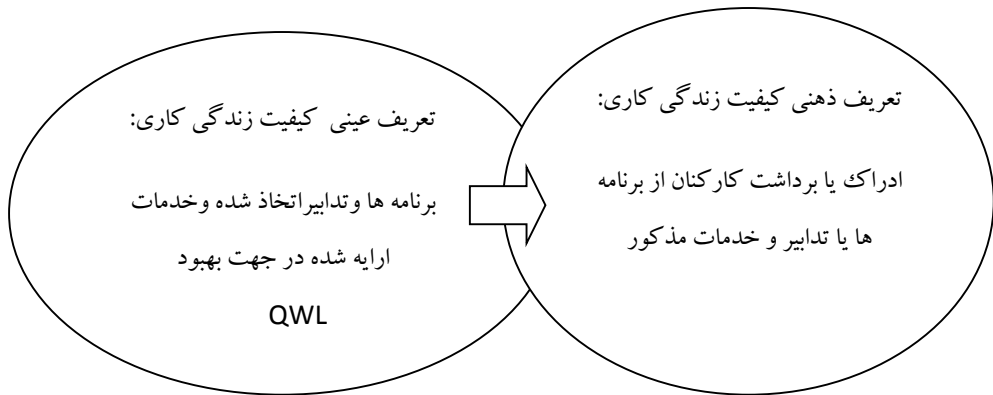 تعریف ذهنی کیفیت زندگی کاری:
ادراک یا برداشت کارکنان از برنامه
ها یا تدابیر و خدمات مذکور
تعریف عینی کیفیت زندگی کاری:
برنامه ها وتدابیراتخاذ شده وخدمات
ارایه شده در جهت بهبود
QWL